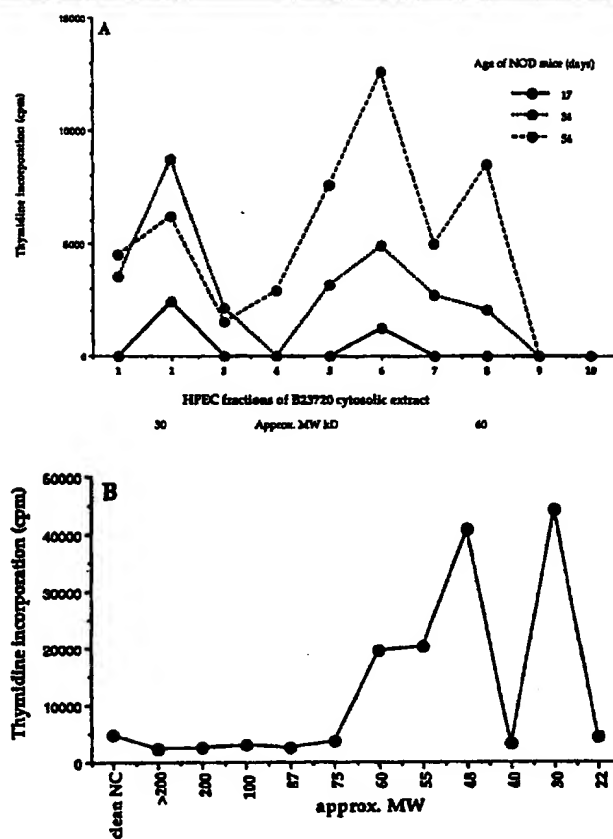 A
15000
10000
5000
0
Thymidine incorporation (cpm)
Age of NOD mice (days)
17
34
54
1 2 3 4 5 6 7 8 9 10
HPEC fractions of B23720 cytosolic extract
30 Approx. MW kD 60
B
50000
40000
30000
20000
10000
0
Thymidine incorporation (cpm)
clean NC >200 200 100 87 75 60 55 48 40 30 22
approx. MW